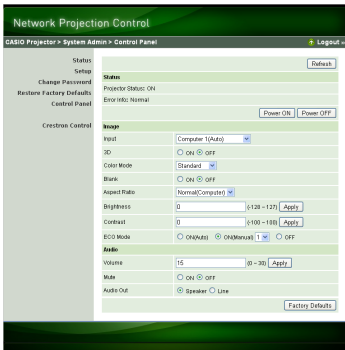 Network Projection Control
CASIO Projector > System Admin > Control Panel
Logout
Status
Setup
Change Password
Restore Factory Defaults
Control Panel
Crestron Control
Refresh
Status
Projector Status: ON
Error Info: Normal
Power ON Power OFF
Image
Input Computer 1(Auto)
3D ON OFF
Color Mode Standard
Blank ON OFF
Aspect Ratio Normal(Computer)
Brightness 0 (-128 ~ 127) Apply
Contrast 0 (-100 ~ 100) Apply
ECO Mode ON(Auto) ON(Manual) 1 OFF
Audio
Volume 15 (0 ~ 30) Apply
Mute ON OFF
Audio Out Speaker Line
Factory Defaults